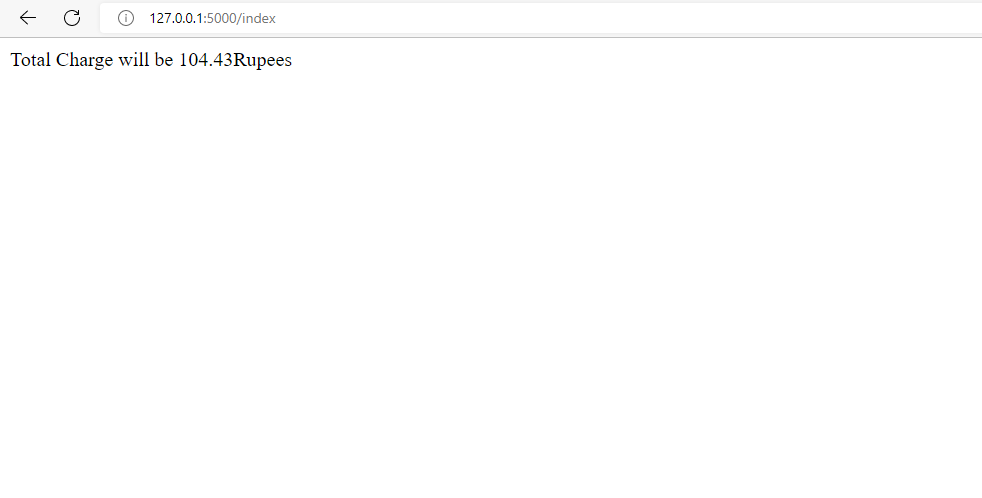 127.0.0.1:5000/index
Total Charge will be 104.43Rupees